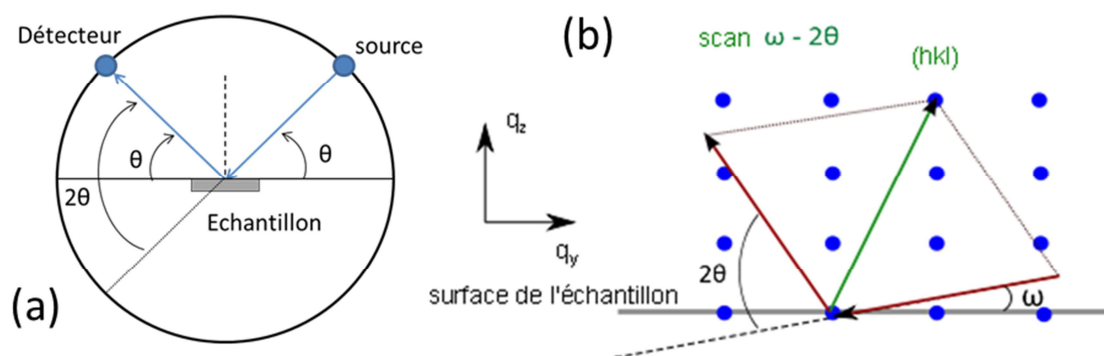 Détecteur
source
θ
θ
2θ
Echantillon
(a)
(b)
scan ω - 2θ
(hkl)
qz
qy
2θ
surface de l'échantillon
ω